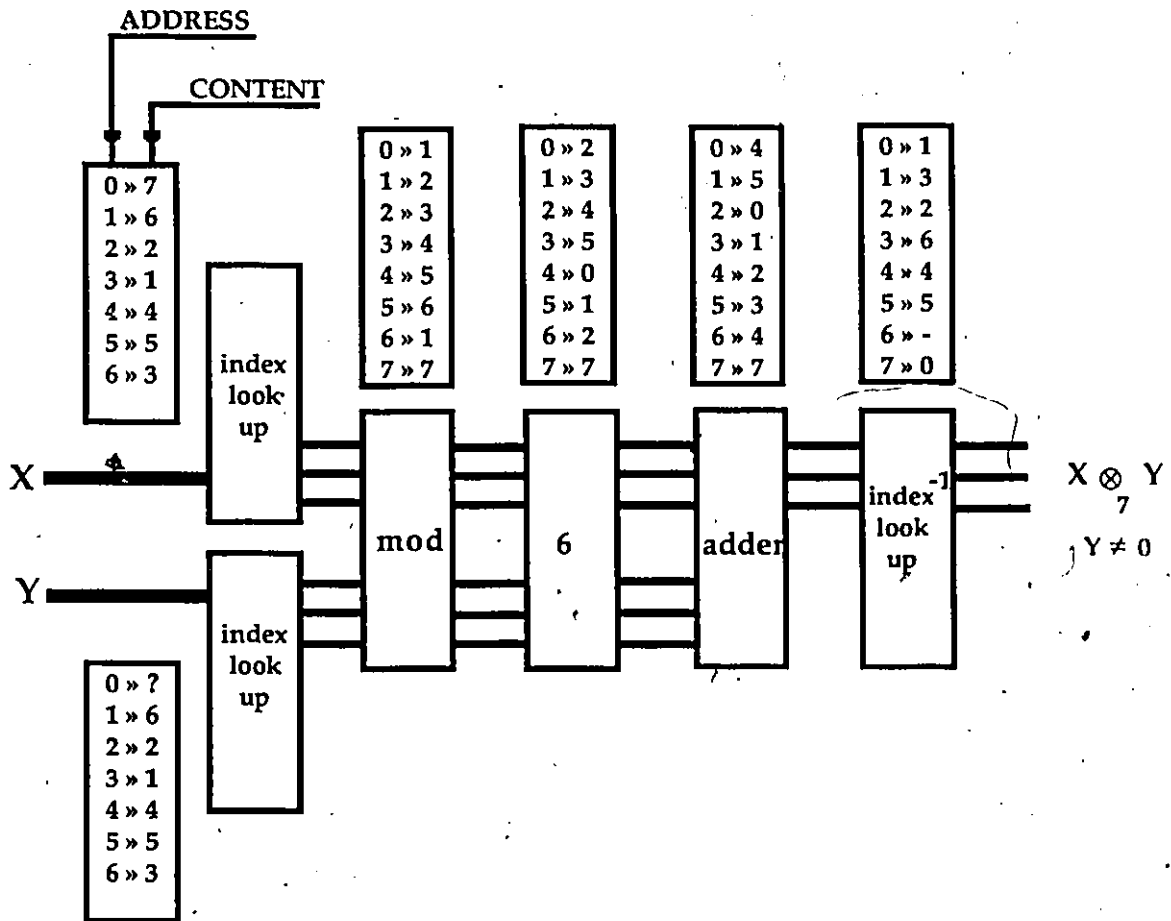 ADDRESS
CONTENT
0 » 7
1 » 6
2 » 2
3 » 1
4 » 4
5 » 5
6 » 3
0 » 1
1 » 2
2 » 3
3 » 4
4 » 5
5 » 6
6 » 1
7 » 7
0 » 2
1 » 3
2 » 4
3 » 5
4 » 0
5 » 1
6 » 2
7 » 7
0 » 4
1 » 5
2 » 0
3 » 1
4 » 2
5 » 3
6 » 4
7 » 7
0 » 1
1 » 3
2 » 2
3 » 6
4 » 4
5 » 5
6 » -
7 » 0
index
look
up
X
mod
6
adder
index⁻¹
look
up
X ⊗ Y
7
Y ≠ 0
Y
index
look
up
0 » ?
1 » 6
2 » 2
3 » 1
4 » 4
5 » 5
6 » 3